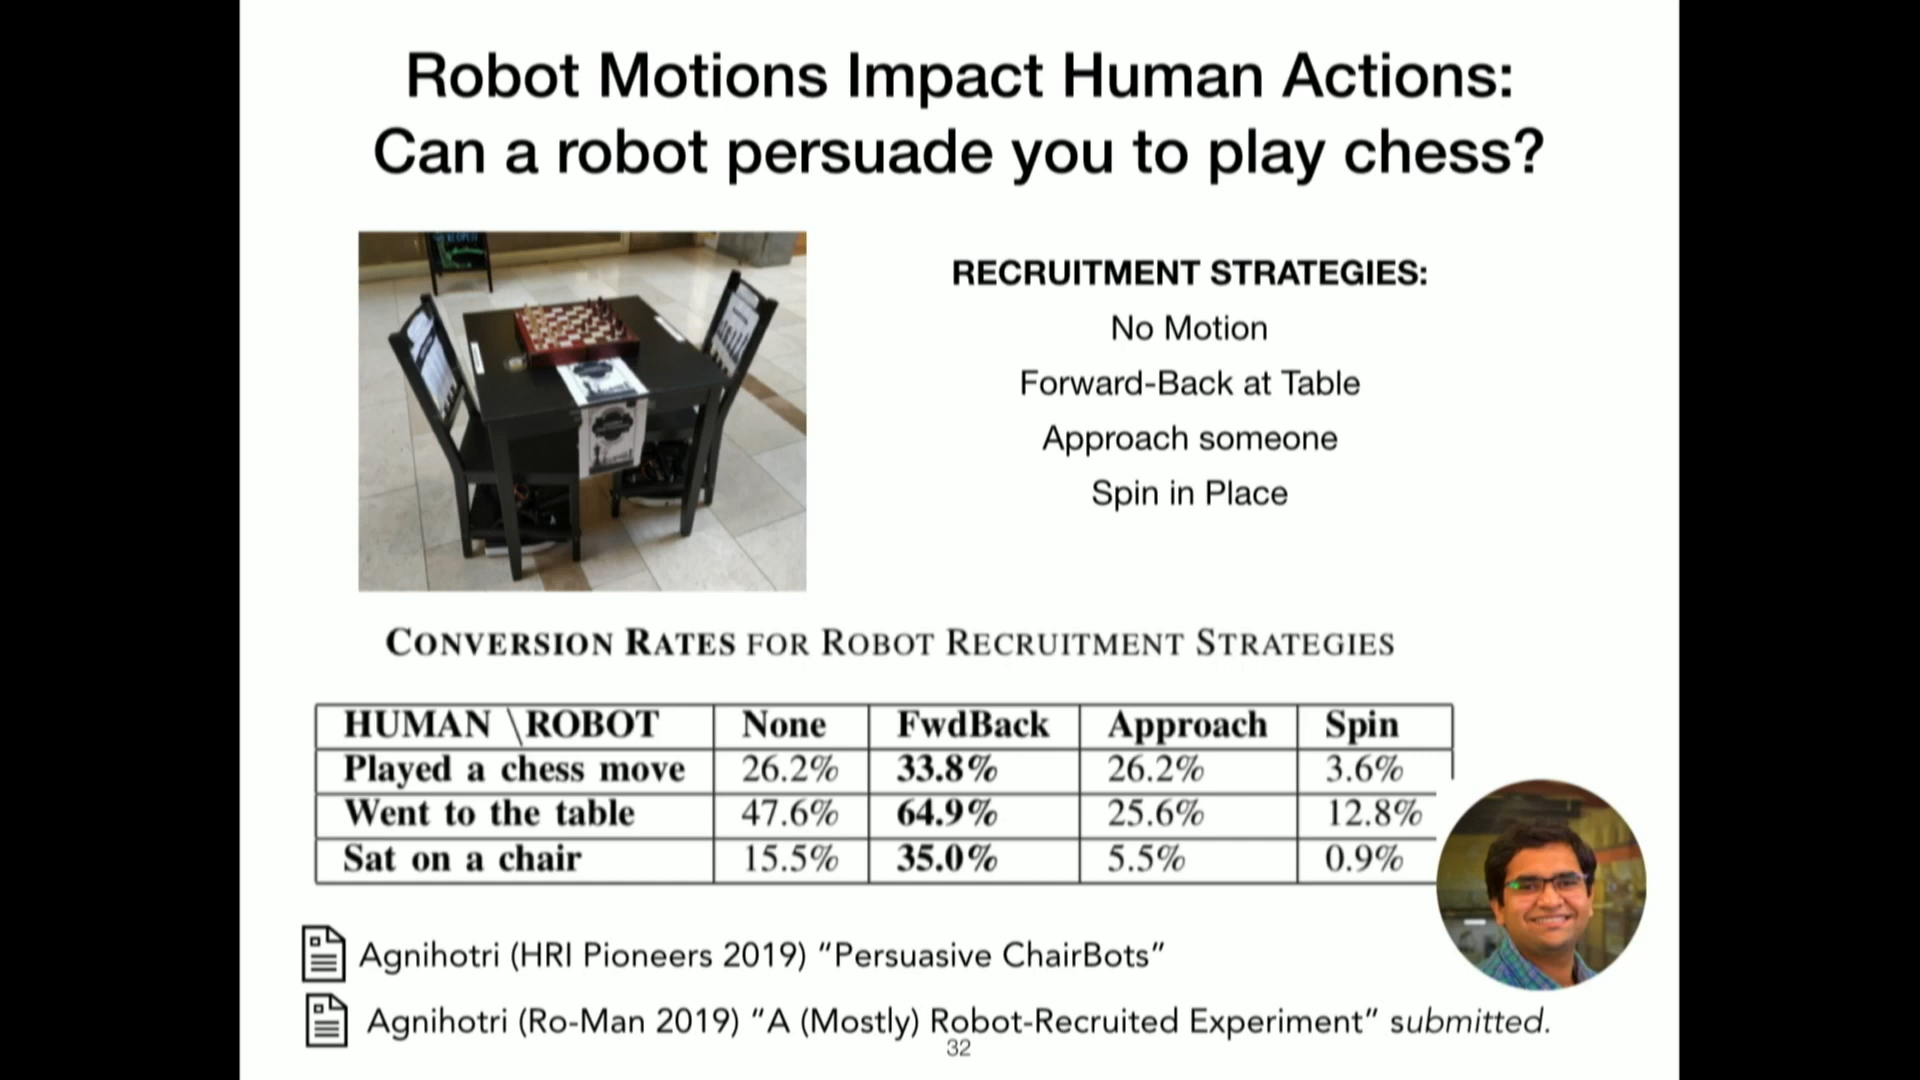 Robot Motions Impact Human Actions:
Can a robot persuade you to play chess?
RECRUITMENT STRATEGIES:
No Motion
Forward-Back at Table
Approach someone
Spin in Place
CONVERSION RATES FOR ROBOT RECRUITMENT STRATEGIES
HUMAN \ROBOT None FwdBack Approach Spin
Played a chess move 26.2% 33.8% 26.2% 3.6%
Went to the table 47.6% 64.9% 25.6% 12.8%
Sat on a chair 15.5% 35.0% 5.5% 0.9%
Agnihotri (HRI Pioneers 2019) “Persuasive ChairBots”
Agnihotri (Ro-Man 2019) “A (Mostly) Robot-Recruited Experiment” submitted.
32